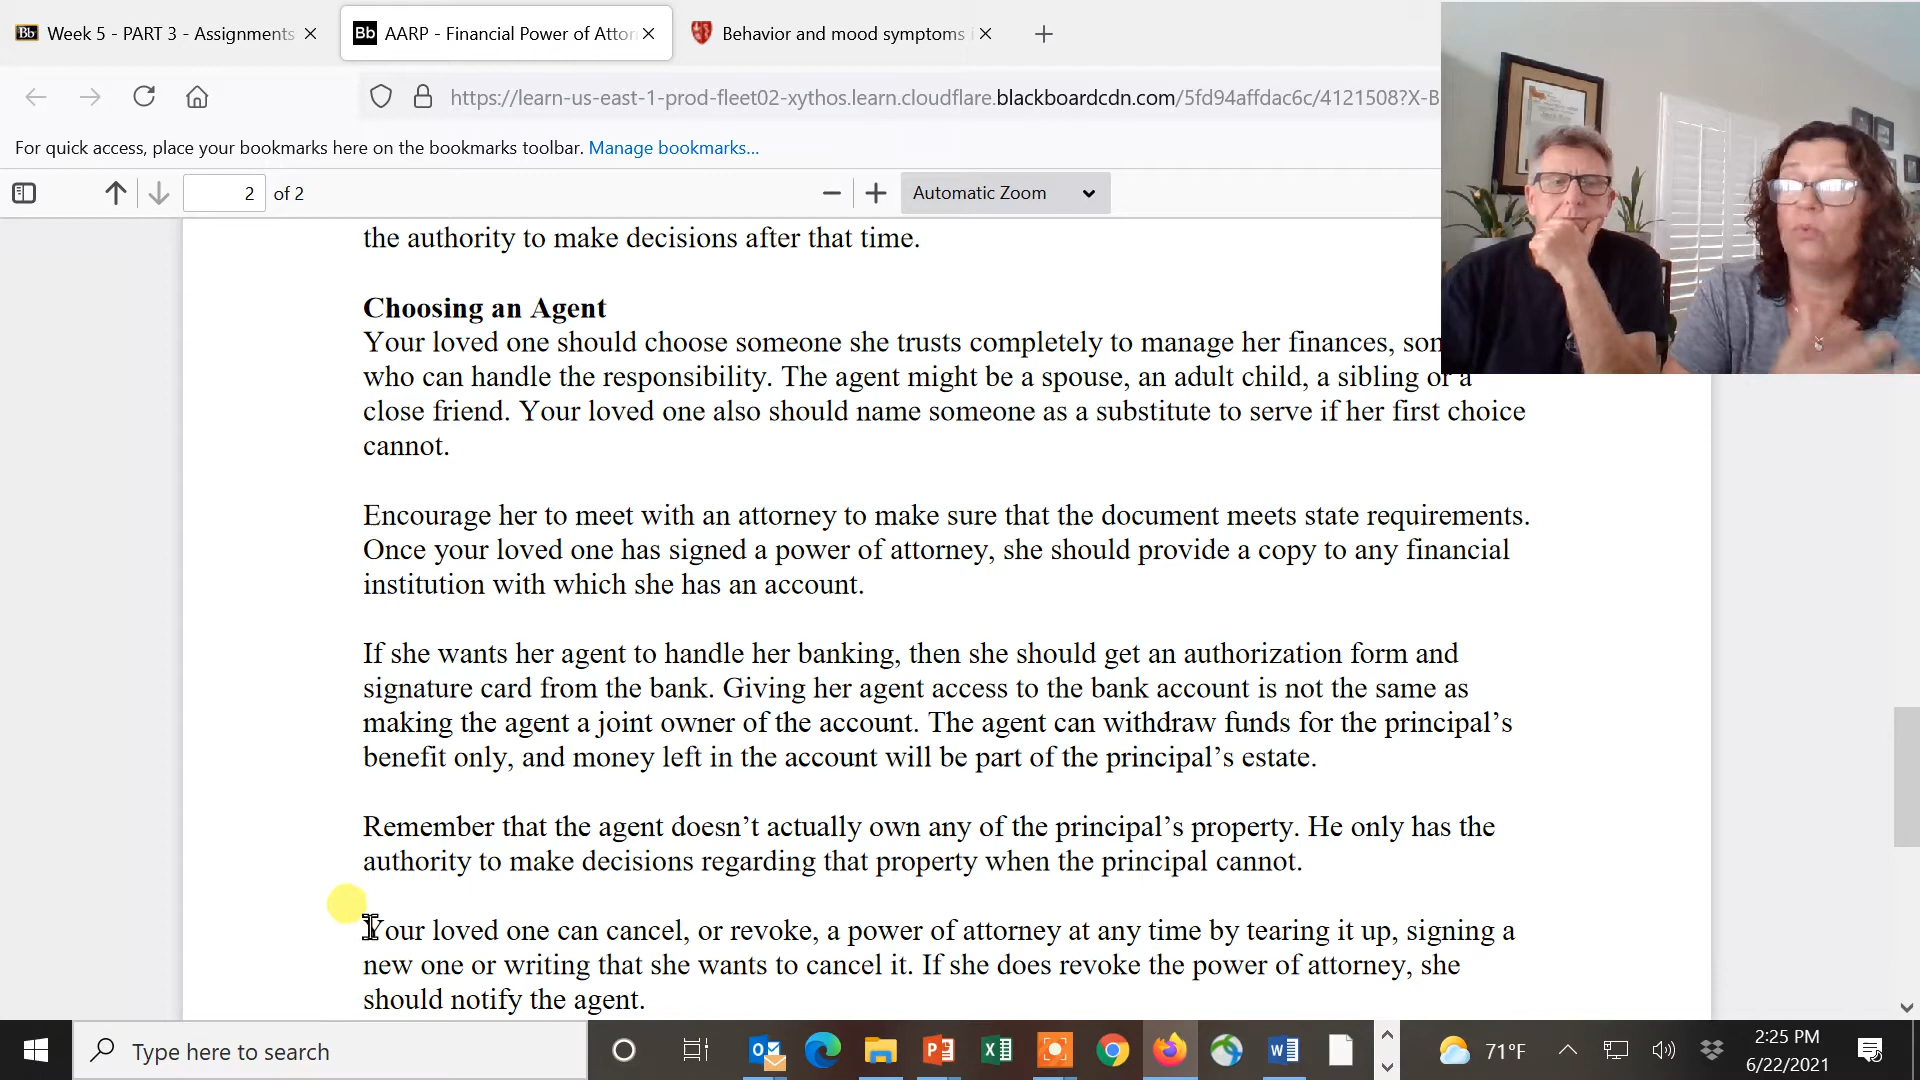 Week 5 - PART 3 - Assignments
AARP - Financial Power of Attor
Behavior and mood symptoms i
https://learn-us-east-1-prod-fleet02-xythos.learn.cloudflare.blackboardcdn.com/5fd94affdac6c/4121508?X-B
For quick access, place your bookmarks here on the bookmarks toolbar. Manage bookmarks...
2 of 2
Automatic Zoom
the authority to make decisions after that time.
Choosing an Agent
Your loved one should choose someone she trusts completely to manage her finances, som
who can handle the responsibility. The agent might be a spouse, an adult child, a sibling or a
close friend. Your loved one also should name someone as a substitute to serve if her first choice
cannot.
Encourage her to meet with an attorney to make sure that the document meets state requirements.
Once your loved one has signed a power of attorney, she should provide a copy to any financial
institution with which she has an account.
If she wants her agent to handle her banking, then she should get an authorization form and
signature card from the bank. Giving her agent access to the bank account is not the same as
making the agent a joint owner of the account. The agent can withdraw funds for the principal's
benefit only, and money left in the account will be part of the principal's estate.
Remember that the agent doesn't actually own any of the principal's property. He only has the
authority to make decisions regarding that property when the principal cannot.
Your loved one can cancel, or revoke, a power of attorney at any time by tearing it up, signing a
new one or writing that she wants to cancel it. If she does revoke the power of attorney, she
should notify the agent.
Type here to search
71°F
2:25 PM
6/22/2021